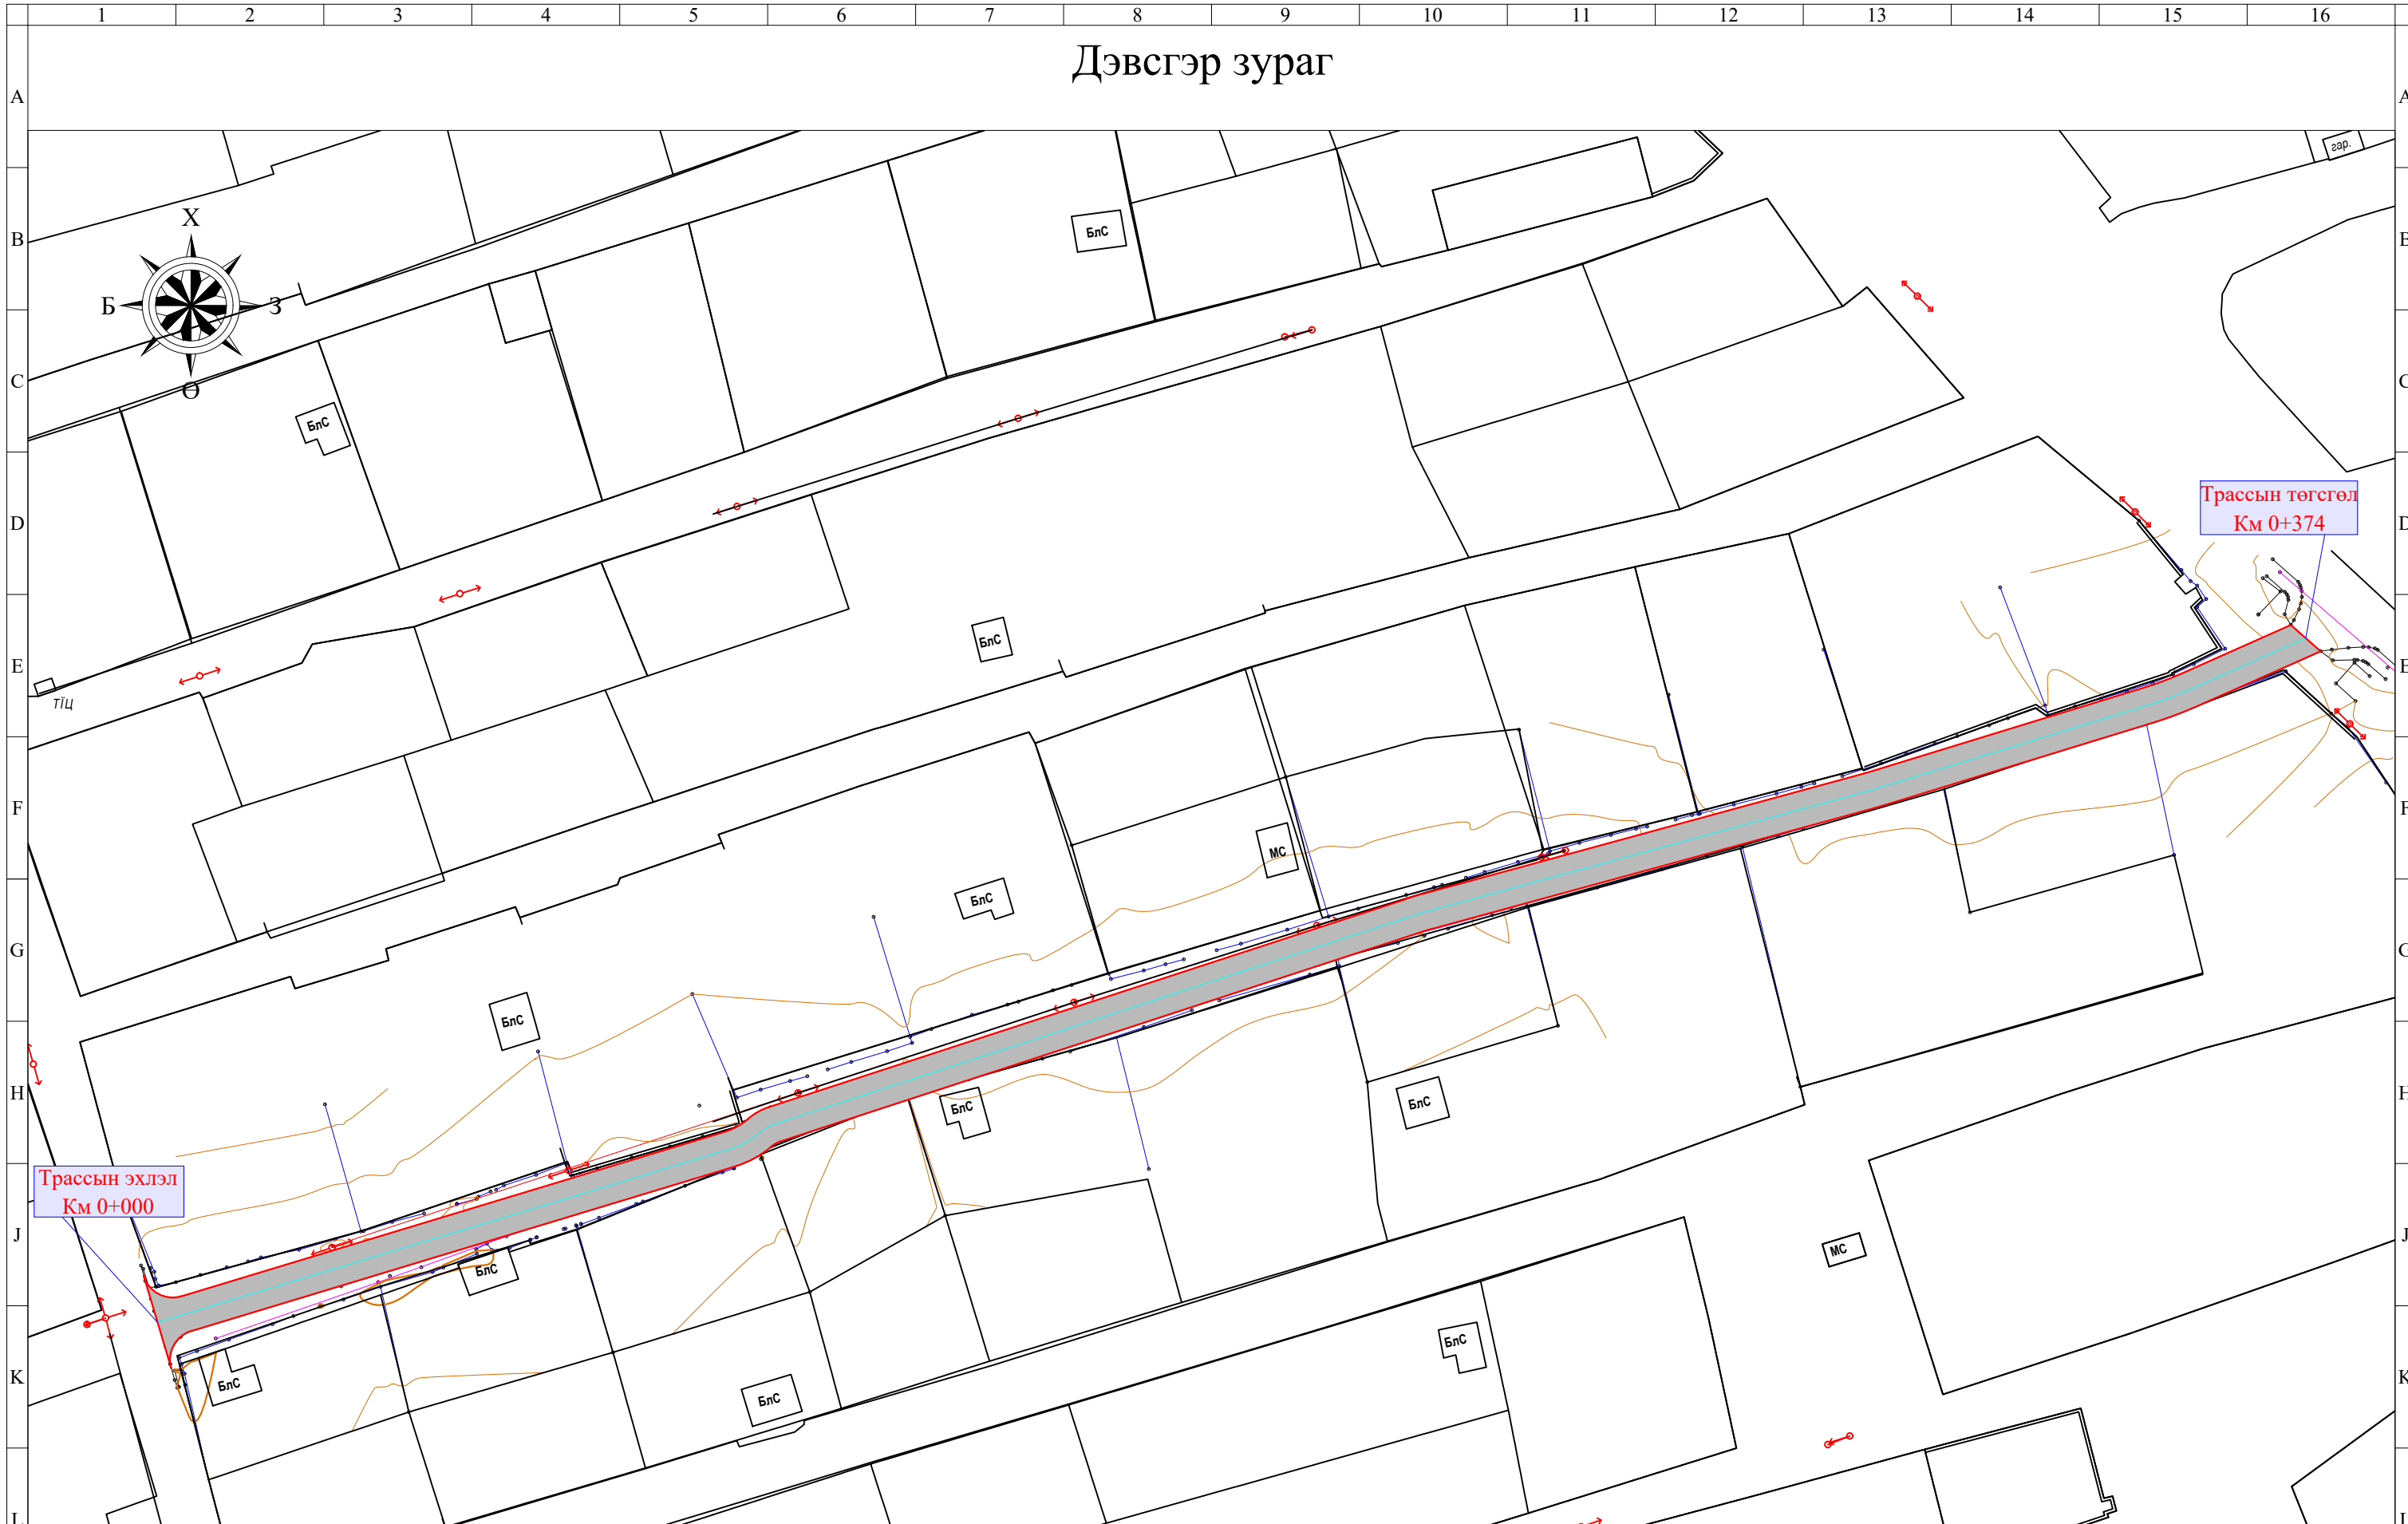 1 2 3 4 5 6 7 8 9 10 11 12 13 14 15 16
Дэвсгэр зураг
A A
гар.
Х
B B
БлС
Б З
C C
Ө
БлС
Трассын төгсгөл
D D
Км 0+374
БлС
E E
ТЇЦ
F F
МС
БлС
G G
БлС
H H
БлС
БлС
Трассын эхлэл
Км 0+000
J J
МС
БлС
БлС
K K
БлС
БлС
L L